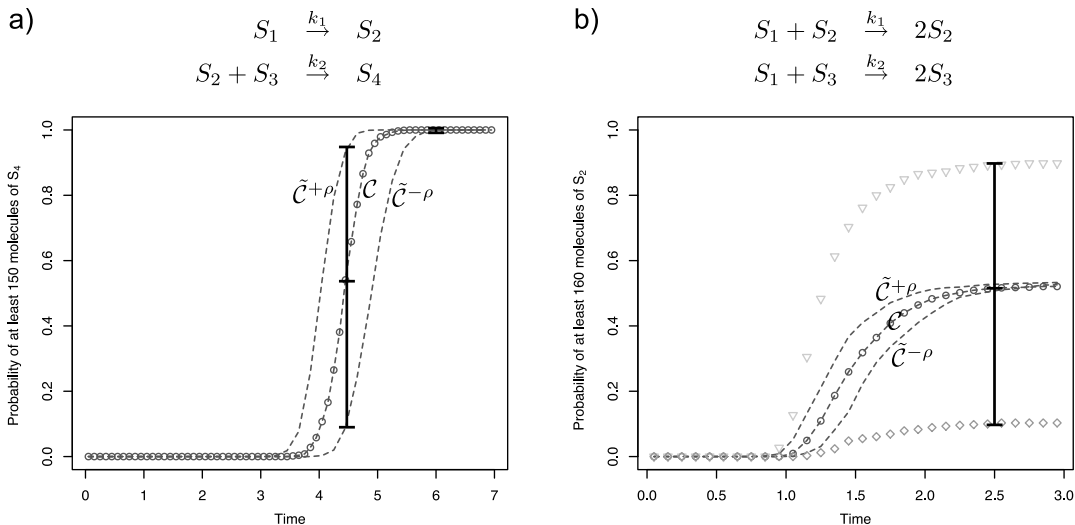 a)
S₁ →^{k₁} S₂
S₂ + S₃ →^{k₂} S₄
Probability of at least 150 molecules of S₄
1.0
0.8
0.6
0.4
0.2
0.0
C̃⁺ᵖ
C
C̃⁻ᵖ
0 1 2 3 4 5 6 7
Time
b)
S₁ + S₂ →^{k₁} 2S₂
S₁ + S₃ →^{k₂} 2S₃
Probability of at least 160 molecules of S₂
1.0
0.8
0.6
0.4
0.2
0.0
C̃⁺ᵖ
C
C̃⁻ᵖ
0.0 0.5 1.0 1.5 2.0 2.5 3.0
Time